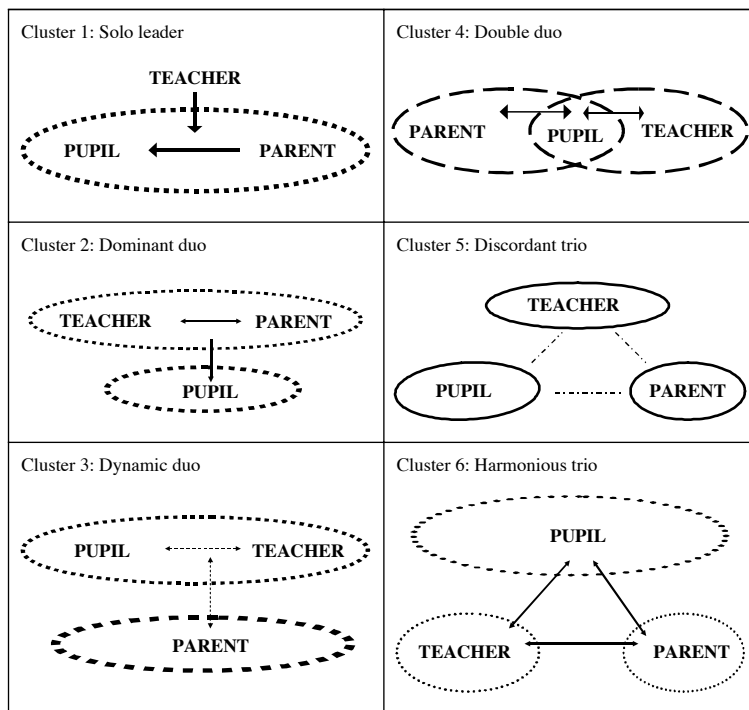 Cluster 1: Solo leader
TEACHER
PUPIL PARENT
Cluster 2: Dominant duo
TEACHER PARENT
PUPIL
Cluster 3: Dynamic duo
PUPIL TEACHER
PARENT
Cluster 4: Double duo
PARENT PUPIL TEACHER
Cluster 5: Discordant trio
TEACHER
PUPIL PARENT
Cluster 6: Harmonious trio
PUPIL
TEACHER PARENT